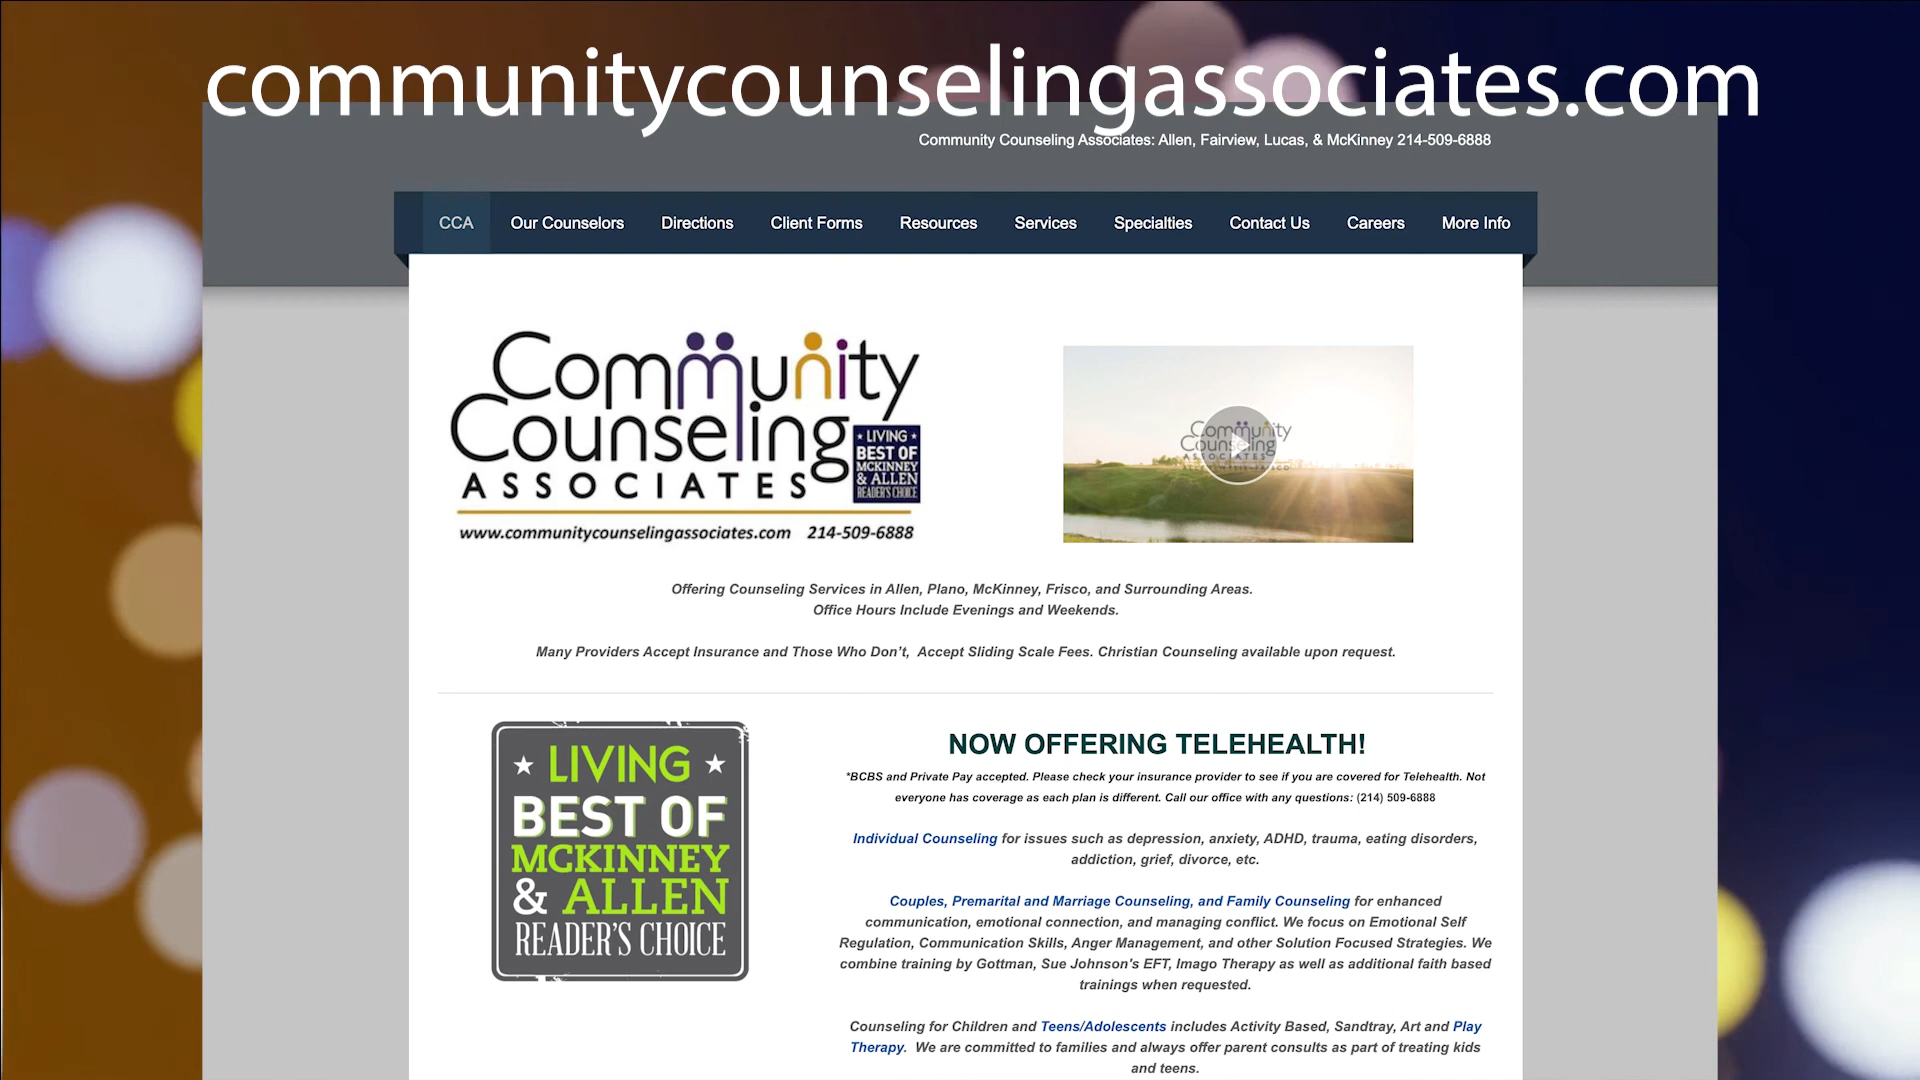 communitycounselingassociates.com
Community Counseling Associates: Allen, Fairview, Lucas, & McKinney 214-509-6888
CCA Our Counselors Directions Client Forms Resources Services Specialties Contact Us Careers More Info
Community
Counseling
ASSOCIATES
LIVING
BEST OF
MCKINNEY
& ALLEN
READER'S CHOICE
www.communitycounselingassociates.com 214-509-6888
Community
Counseling
ASSOCIATES
Offering Counseling Services in Allen, Plano, McKinney, Frisco, and Surrounding Areas.
Office Hours Include Evenings and Weekends.
Many Providers Accept Insurance and Those Who Don't, Accept Sliding Scale Fees. Christian Counseling available upon request.
LIVING
BEST OF
MCKINNEY
& ALLEN
READER'S CHOICE
NOW OFFERING TELEHEALTH!
*BCBS and Private Pay accepted. Please check your insurance provider to see if you are covered for Telehealth. Not
everyone has coverage as each plan is different. Call our office with any questions: (214) 509-6888
Individual Counseling for issues such as depression, anxiety, ADHD, trauma, eating disorders,
addiction, grief, divorce, etc.
Couples, Premarital and Marriage Counseling, and Family Counseling for enhanced
communication, emotional connection, and managing conflict. We focus on Emotional Self
Regulation, Communication Skills, Anger Management, and other Solution Focused Strategies. We
combine training by Gottman, Sue Johnson's EFT, Imago Therapy as well as additional faith based
trainings when requested.
Counseling for Children and Teens/Adolescents includes Activity Based, Sandtray, Art and Play
Therapy. We are committed to families and always offer parent consults as part of treating kids
and teens.